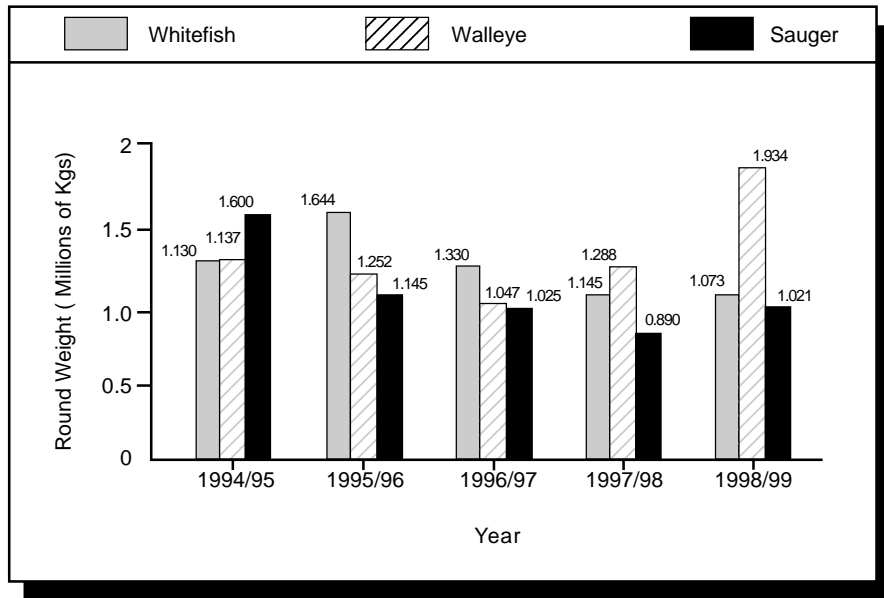 Whitefish Walleye Sauger
Round Weight ( Millions of Kgs)
2
1.5
1.0
0.5
0
1.130 1.137 1.600
1.644 1.252 1.145
1.330 1.047 1.025
1.145 1.288 0.890
1.073 1.934 1.021
1994/95 1995/96 1996/97 1997/98 1998/99
Year